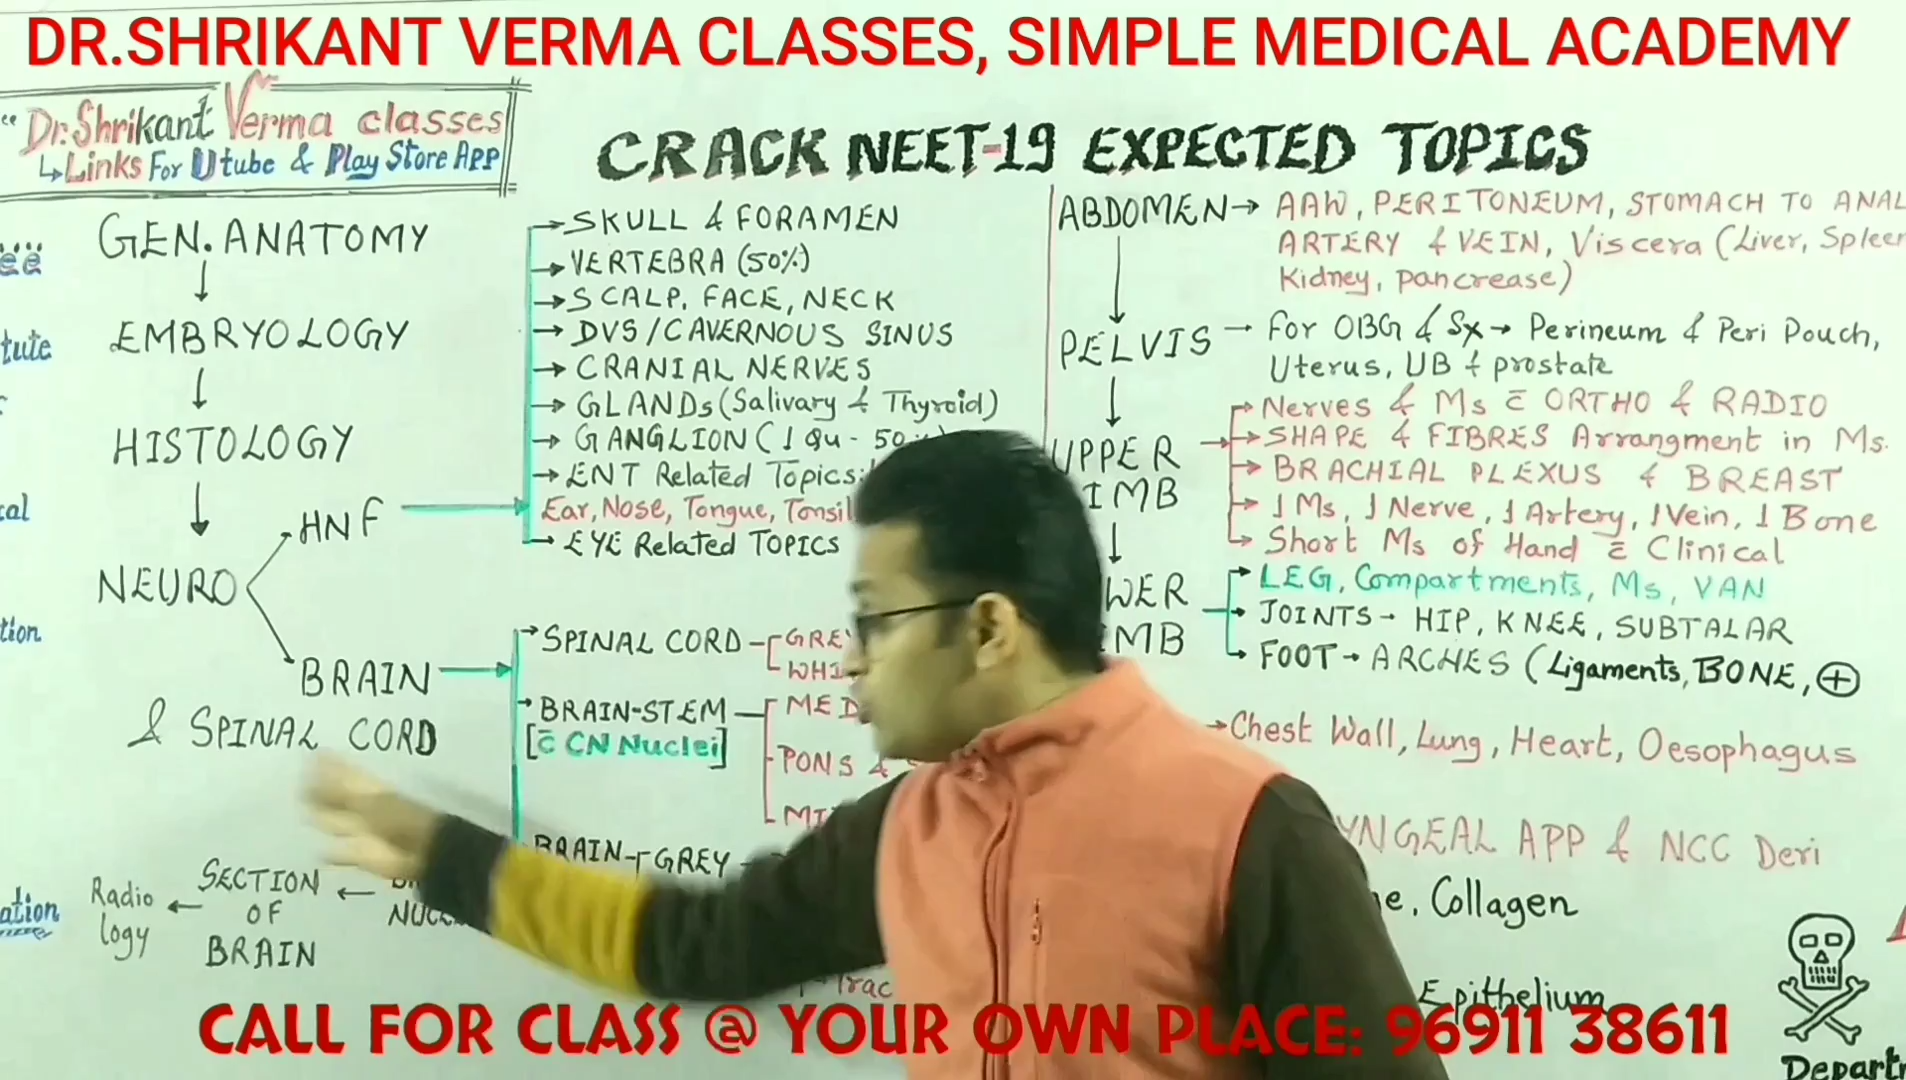 DR.SHRIKANT VERMA CLASSES, SIMPLE MEDICAL ACADEMY
"Dr.Shrikant Verma classes
↳Links For Utube & Play Store APP
CRACK NEET-19 EXPECTED TOPICS
GEN. ANATOMY
↓
EMBRYOLOGY
↓
HISTOLOGY
↓
NEURO
HNF →
→SKULL & FORAMEN
→VERTEBRA (50%)
→SCALP, FACE, NECK
→ DVS/CAVERNOUS SINUS
→ CRANIAL NERVES
→ GLANDs (Salivary & Thyroid)
→ GANGLION (1 Qu - 50
→ENT Related Topics:
Ear, Nose, Tongue, Tonsil
→ EYE Related TOPICS
BRAIN →
& SPINAL CORD
→ SPINAL CORD
→ BRAIN-STEM
[c̄ CN Nuclei]
PONS &
BRAIN GREY
SECTION
OF
BRAIN
← Radio
logy
ABDOMEN→ AAW, PERITONEUM, STOMACH TO ANAL
ARTERY & VEIN, Viscera (Liver, Spleen
Kidney, pancrease)
↓
PELVIS → For OBG & Sx→ Perineum & Peri Pouch,
Uterus, UB & prostate
↓
UPPER
→Nerves & Ms c̄ ORTHO & RADIO
→SHAPE & FIBRES Arrangment in Ms.
→ BRACHIAL PLEXUS & BREAST
→ 1 Ms, 1 Nerve, 1 Artery, 1 Vein, 1 Bone
→ Short Ms of Hand c̄ Clinical
↓
→ LEG, Compartments, Ms, VAN
→ JOINTS→ HIP, KNEE, SUBTALAR
→ FOOT→ ARCHES (Ligaments, BONE, ⊕
→Chest Wall, Lung, Heart, Oesophagus
APP & NCC Deri
Collagen
Epithelium
CALL FOR CLASS @ YOUR OWN PLACE: 96911 38611